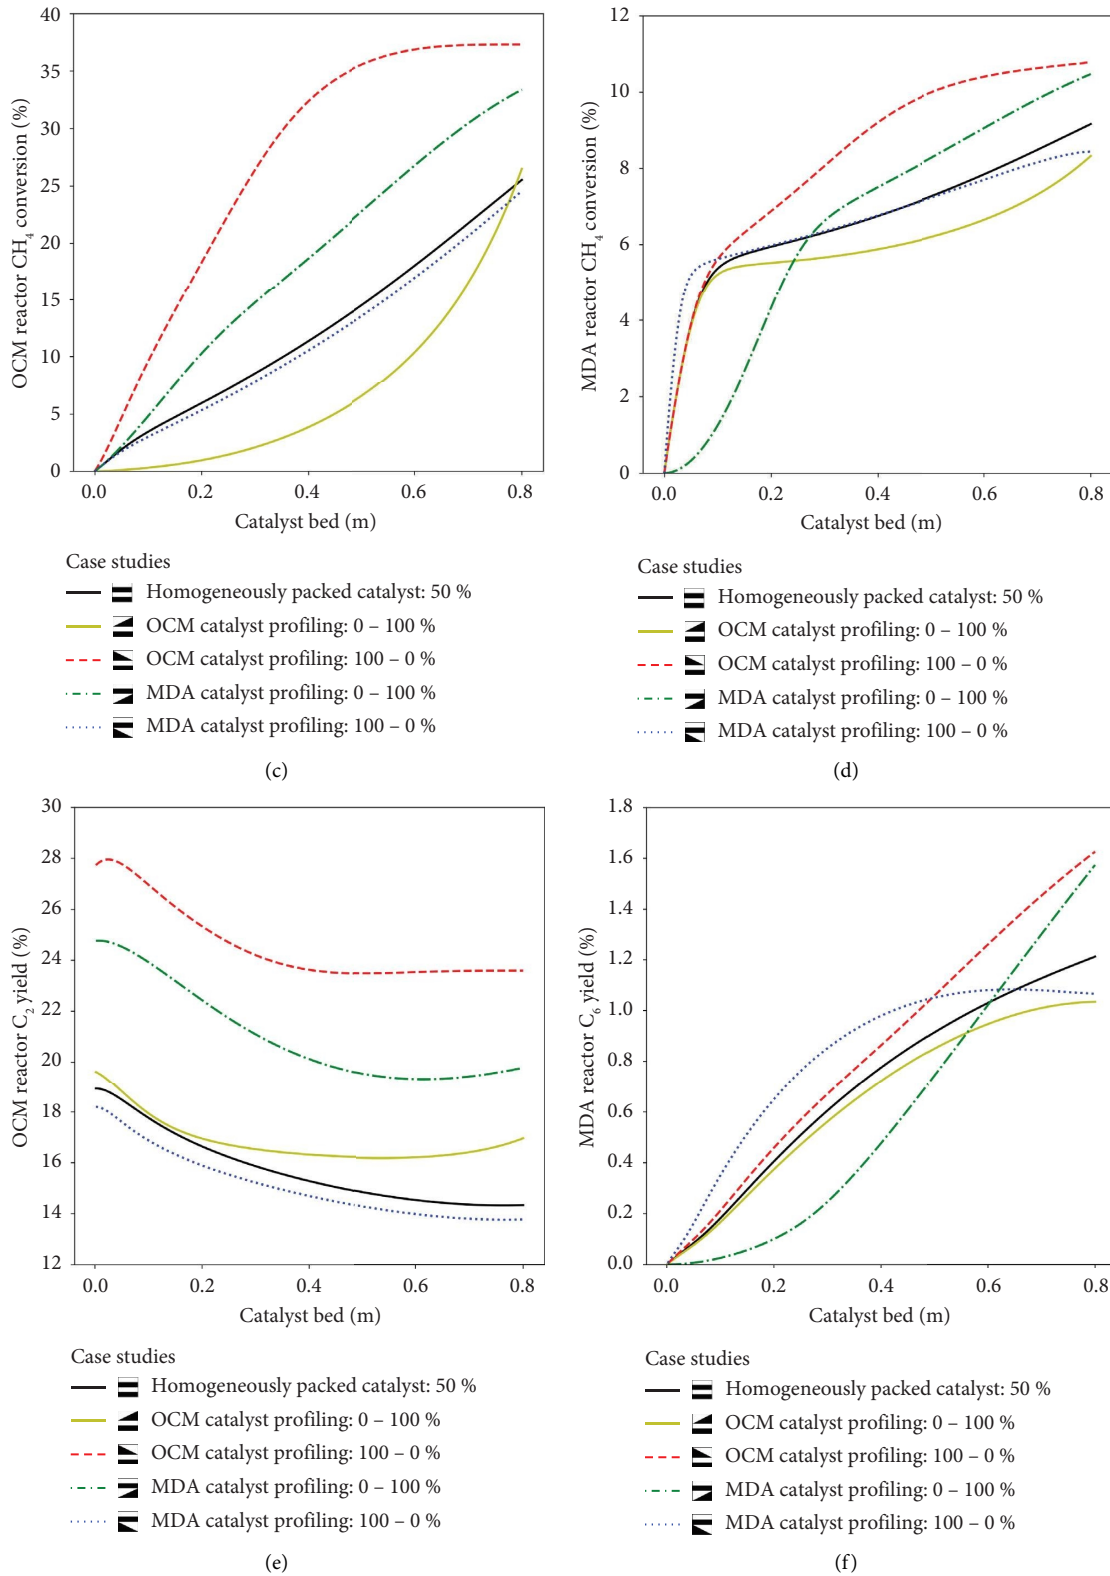 40
35
30
25
20
15
10
5
0
OCM reactor CH4 conversion (%)
0.0 0.2 0.4 0.6 0.8
Catalyst bed (m)
Case studies
Homogeneously packed catalyst: 50 %
OCM catalyst profiling: 0 – 100 %
OCM catalyst profiling: 100 – 0 %
MDA catalyst profiling: 0 – 100 %
MDA catalyst profiling: 100 – 0 %
(c)
12
10
8
6
4
2
0
MDA reactor CH4 conversion (%)
0.0 0.2 0.4 0.6 0.8
Catalyst bed (m)
Case studies
Homogeneously packed catalyst: 50 %
OCM catalyst profiling: 0 – 100 %
OCM catalyst profiling: 100 – 0 %
MDA catalyst profiling: 0 – 100 %
MDA catalyst profiling: 100 – 0 %
(d)
30
28
26
24
22
20
18
16
14
12
OCM reactor C2 yield (%)
0.0 0.2 0.4 0.6 0.8
Catalyst bed (m)
Case studies
Homogeneously packed catalyst: 50 %
OCM catalyst profiling: 0 – 100 %
OCM catalyst profiling: 100 – 0 %
MDA catalyst profiling: 0 – 100 %
MDA catalyst profiling: 100 – 0 %
(e)
1.8
1.6
1.4
1.2
1.0
0.8
0.6
0.4
0.2
0.0
MDA reactor C6 yield (%)
0.0 0.2 0.4 0.6 0.8
Catalyst bed (m)
Case studies
Homogeneously packed catalyst: 50 %
OCM catalyst profiling: 0 – 100 %
OCM catalyst profiling: 100 – 0 %
MDA catalyst profiling: 0 – 100 %
MDA catalyst profiling: 100 – 0 %
(f)